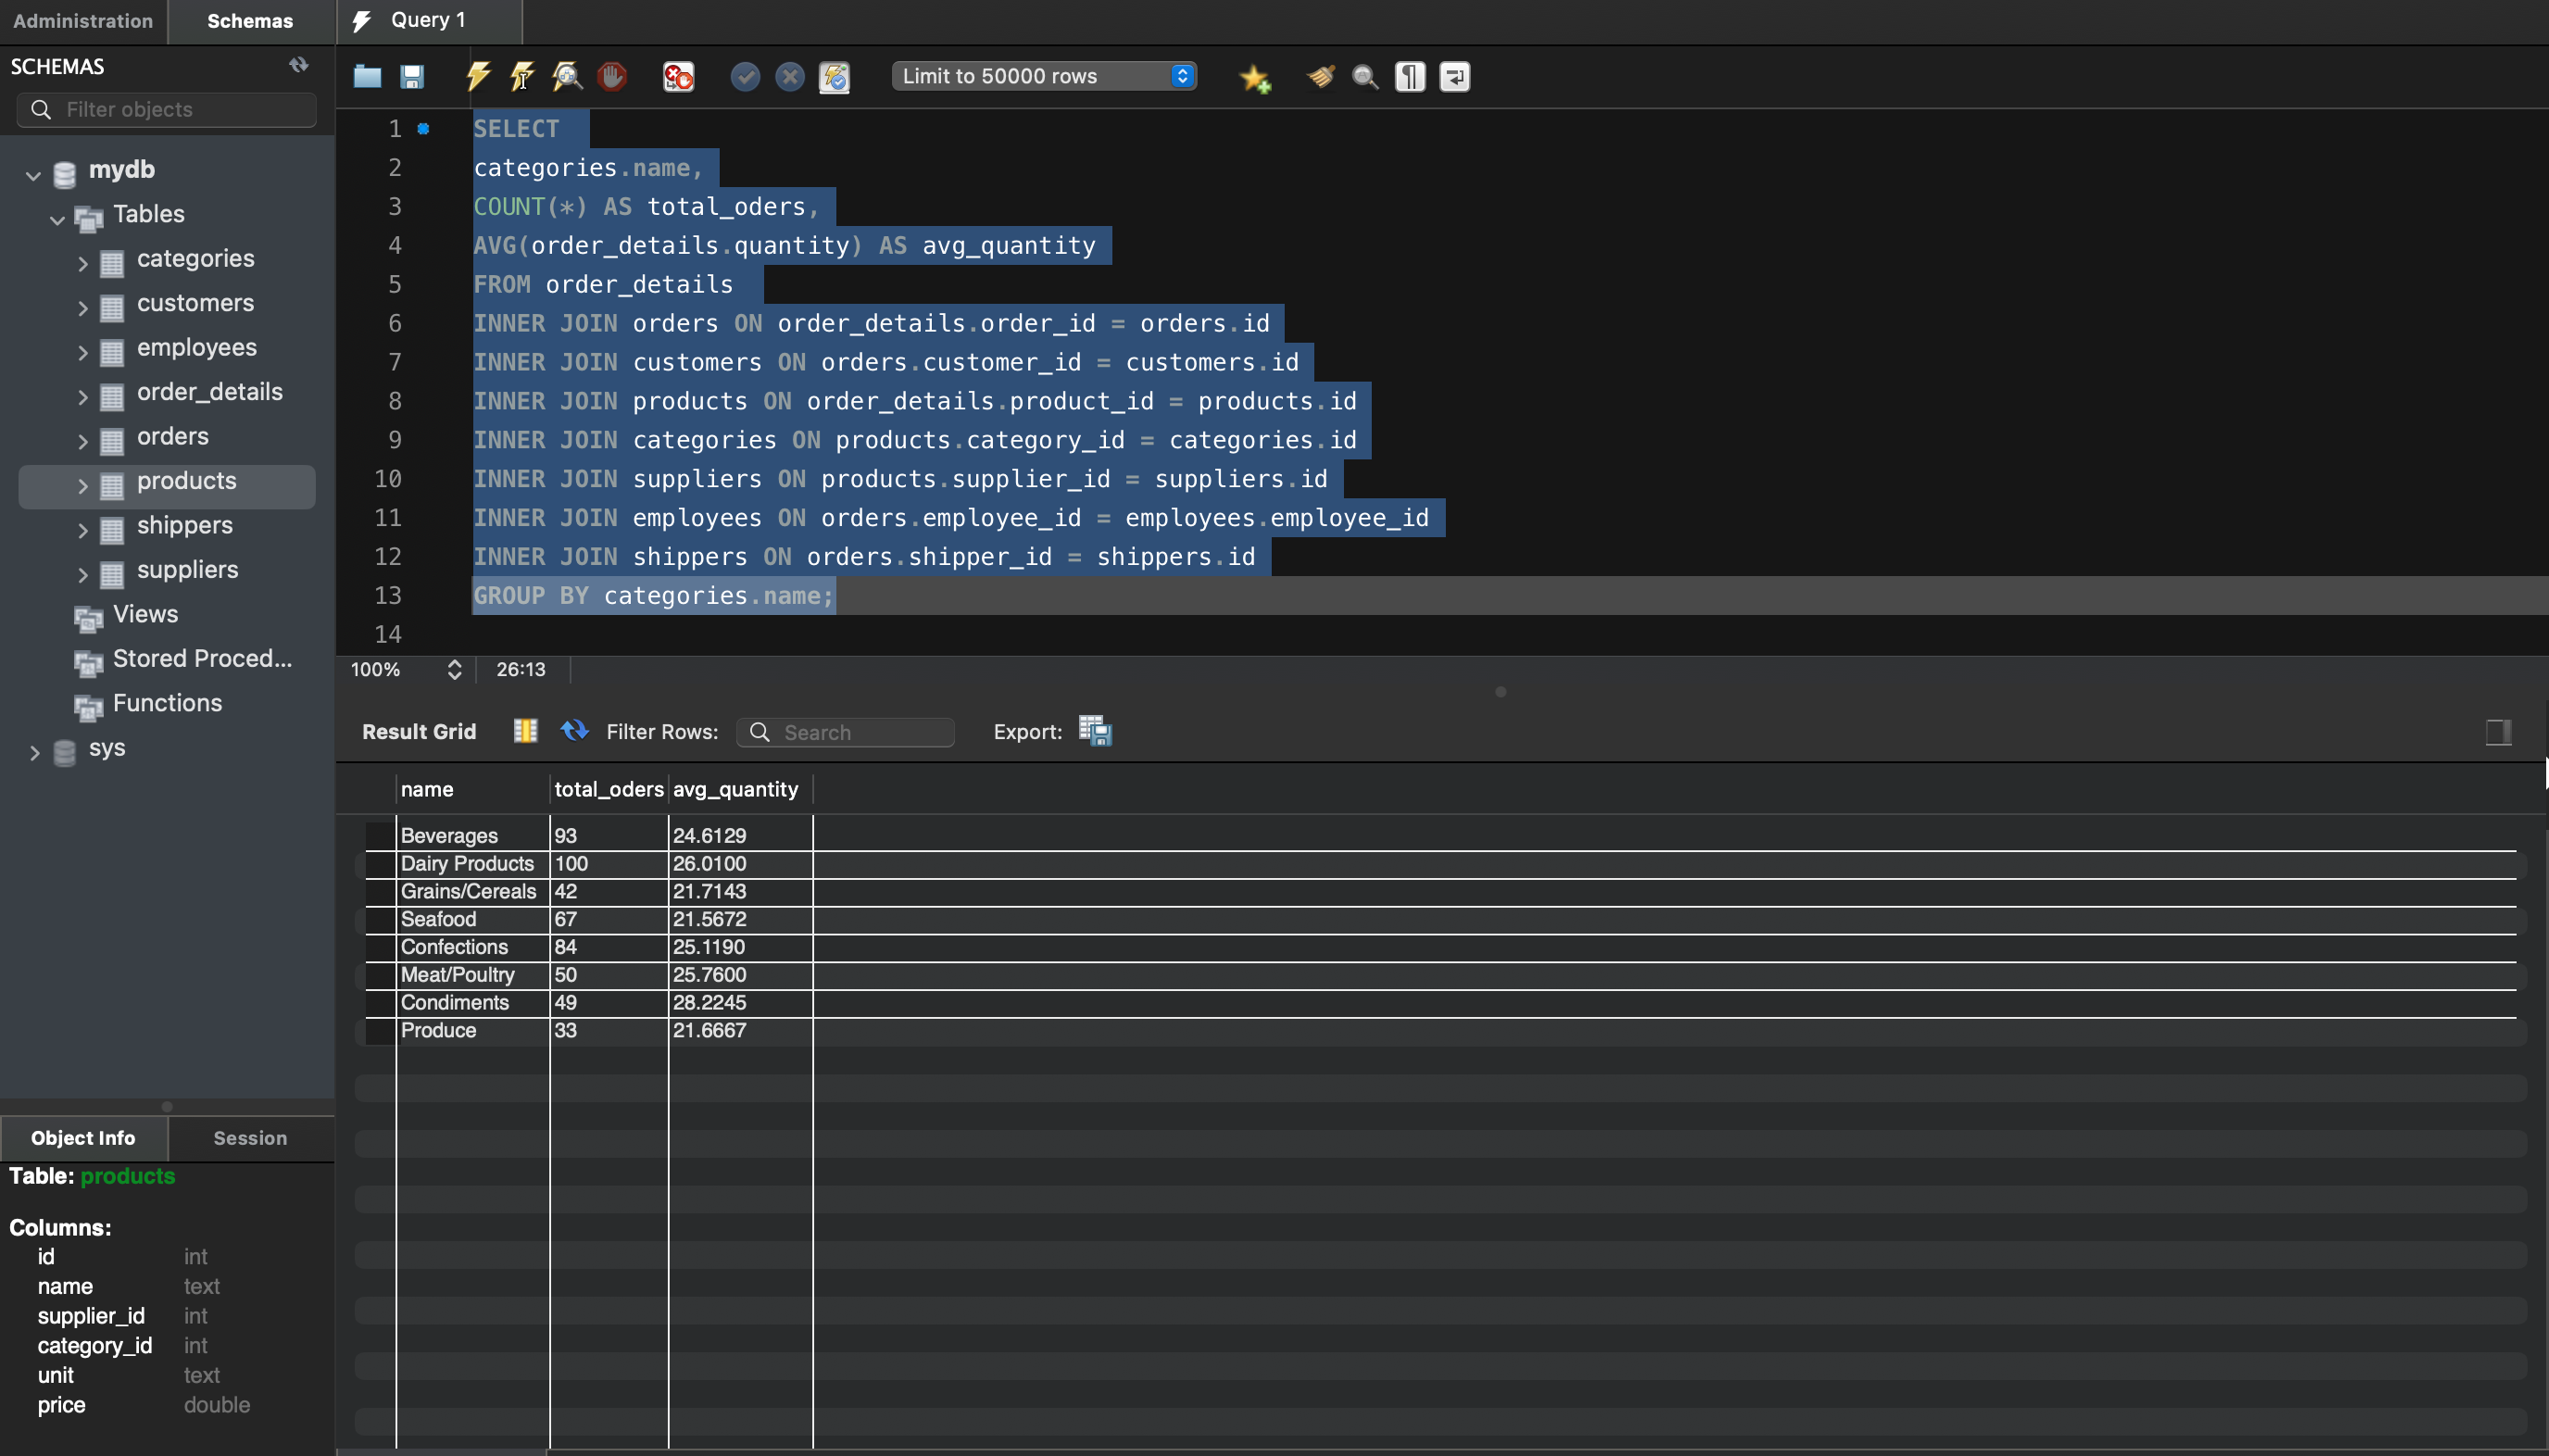 Administration
Schemas
Query 1
SCHEMAS
Filter objects
mydb
Tables
categories
customers
employees
order_details
orders
products
shippers
suppliers
Views
Stored Proced...
Functions
sys
Object Info
Session
Table: products
Columns:
id int
name text
supplier_id int
category_id int
unit text
price double
Limit to 50000 rows
1 SELECT
2 categories.name,
3 COUNT(*) AS total_oders,
4 AVG(order_details.quantity) AS avg_quantity
5 FROM order_details
6 INNER JOIN orders ON order_details.order_id = orders.id
7 INNER JOIN customers ON orders.customer_id = customers.id
8 INNER JOIN products ON order_details.product_id = products.id
9 INNER JOIN categories ON products.category_id = categories.id
10 INNER JOIN suppliers ON products.supplier_id = suppliers.id
11 INNER JOIN employees ON orders.employee_id = employees.employee_id
12 INNER JOIN shippers ON orders.shipper_id = shippers.id
13 GROUP BY categories.name;
14
100% 26:13
Result Grid Filter Rows: Search Export:
name total_oders avg_quantity
Beverages 93 24.6129
Dairy Products 100 26.0100
Grains/Cereals 42 21.7143
Seafood 67 21.5672
Confections 84 25.1190
Meat/Poultry 50 25.7600
Condiments 49 28.2245
Produce 33 21.6667